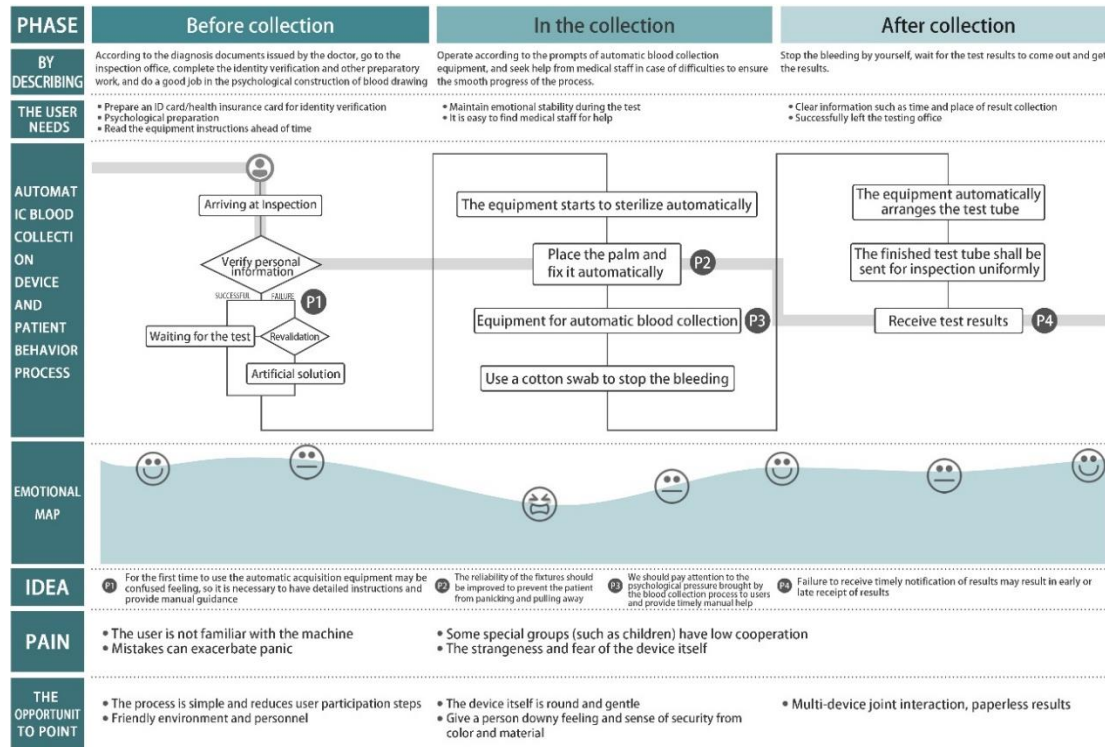 PHASE
Before collection
In the collection
After collection
BY
DESCRIBING
According to the diagnosis documents issued by the doctor, go to the
inspection office, complete the identity verification and other preparatory
work, and do a good job in the psychological construction of blood drawing
Operate according to the prompts of automatic blood collection
equipment, and seek help from medical staff in case of difficulties to ensure
the smooth progress of the process.
Stop the bleeding by yourself, wait for the test results to come out and get
the results.
THE USER
NEEDS
• Prepare an ID card/health insurance card for identity verification
• Psychological preparation
• Read the equipment instructions ahead of time
• Maintain emotional stability during the test
• It is easy to find medical staff for help
• Clear information such as time and place of result collection
• Successfully left the testing office
AUTOMAT
IC BLOOD
COLLECTI
ON
DEVICE
AND
PATIENT
BEHAVIOR
PROCESS
Arriving at Inspection
Verify personal
information
SUCCESSFER
FAILURE
P1
Waiting for the test
Revalidation
Artificial solution
The equipment starts to sterilize automatically
Place the palm and
fix it automatically
P2
Equipment for automatic blood collection
P3
Use a cotton swab to stop the bleeding
The equipment automatically
arranges the test tube
The finished test tube shall be
sent for inspection uniformly
Receive test results
P4
EMOTIONAL
MAP
IDEA
P1
For the first time to use the automatic acquisition equipment may be
confused feeling, so it is necessary to have detailed instructions and
provide manual guidance
P2
The reliability of the fixtures should
be improved to prevent the patient
from panicking and pulling away
P3
We should pay attention to the
psychological pressure brought by
the blood collection process to users
and provide timely manual help
P4
Failure to receive timely notification of results may result in early or
late receipt of results
PAIN
• The user is not familiar with the machine
• Mistakes can exacerbate panic
• Some special groups (such as children) have low cooperation
• The strangeness and fear of the device itself
THE
OPPORTUNIT
TO POINT
• The process is simple and reduces user participation steps
• Friendly environment and personnel
• The device itself is round and gentle
• Give a person downy feeling and sense of security from
color and material
• Multi-device joint interaction, paperless results